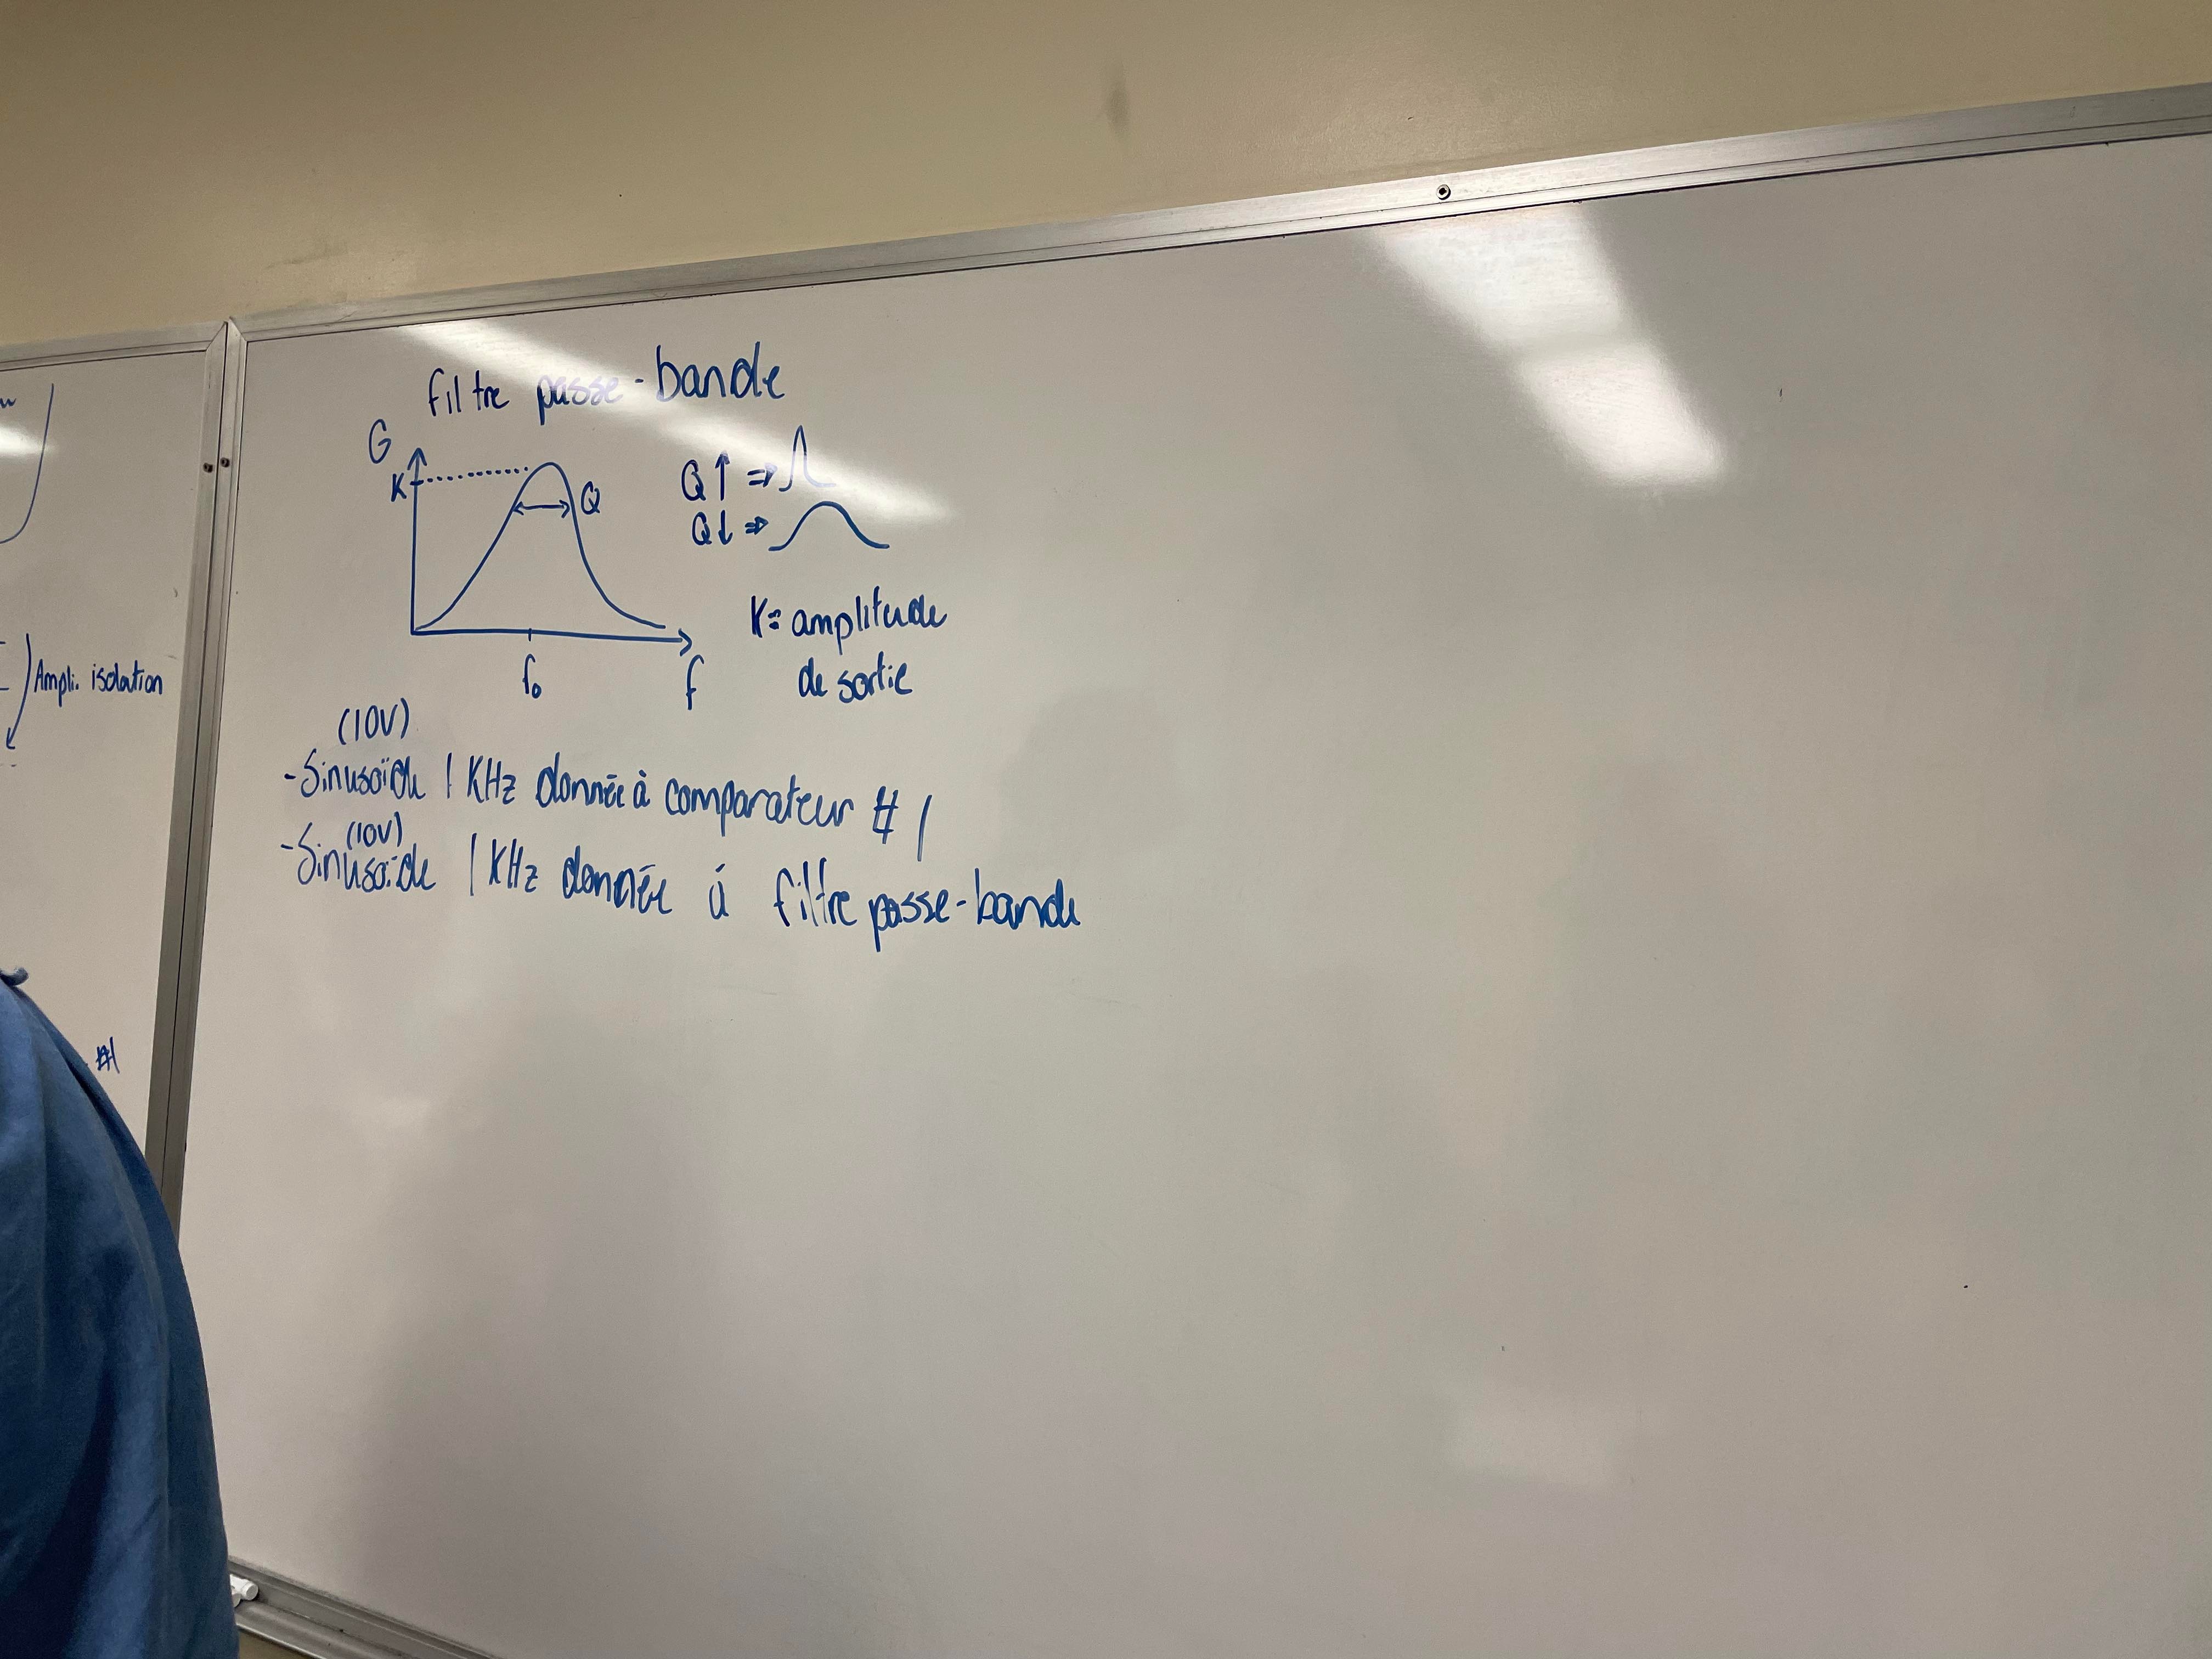 filtre passe-bande
G
K
Q
f₀
f
Q↑ ⇒
Q↓ ⇒
K= amplitude
de sortie
(10V)
-Sinusoïde 1 KHz donnée à comparateur #1
(10V)
-Sinusoïde 1 KHz donnée à filtre passe-bande
Ampli. isolation
#1